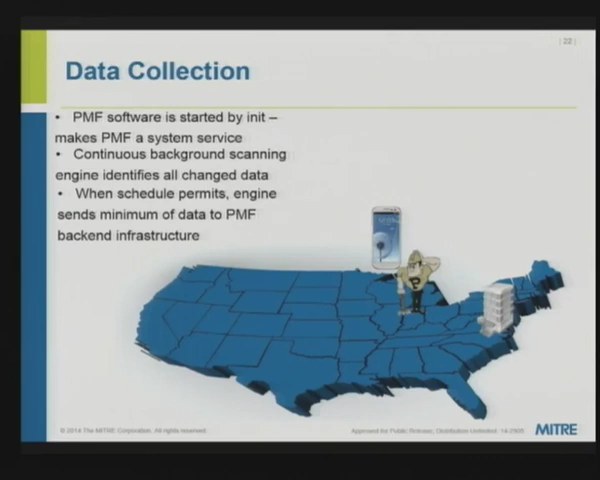 | 22 |
Data Collection
• PMF software is started by init –
makes PMF a system service
• Continuous background scanning
engine identifies all changed data
• When schedule permits, engine
sends minimum of data to PMF
backend infrastructure
© 2014 The MITRE Corporation. All rights reserved.
Approved for Public Release; Distribution Unlimited.
MITRE